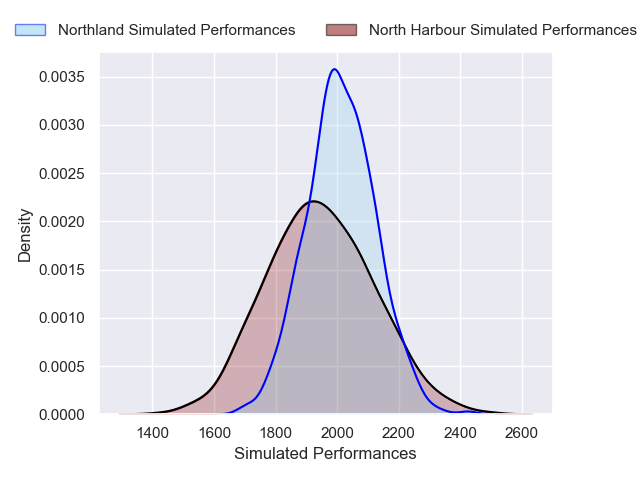 Northland Simulated Performances
North Harbour Simulated Performances
0.0035
0.0030
0.0025
0.0020
0.0015
0.0010
0.0005
0.0000
Density
1400 1600 1800 2000 2200 2400 2600
Simulated Performances